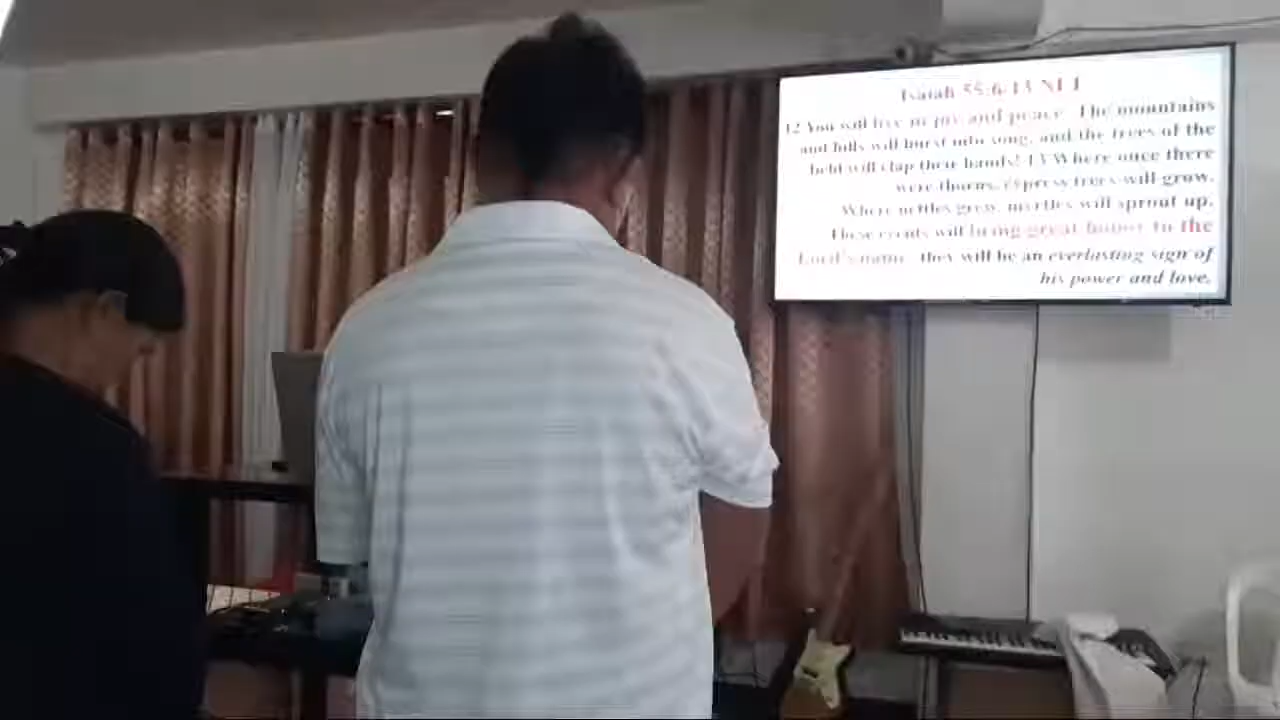 Isaiah 55:6-13 NLT
12 You will live in joy and peace. The mountains
and hills will burst into song, and the trees of the
field will clap their hands! 13 Where once there
were thorns, cypress trees will grow.
Where nettles grew, myrtles will sprout up.
These events will bring great honor to the
Lord's name; they will be an everlasting sign of
his power and love.